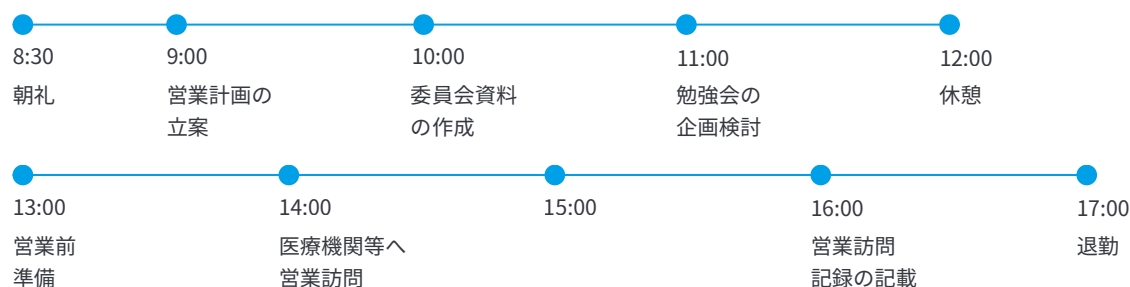 8:30
朝礼
9:00
営業計画の
立案
10:00
委員会資料
の作成
11:00
勉強会の
企画検討
12:00
休憩
13:00
営業前
準備
14:00
医療機関等へ
営業訪問
15:00
16:00
営業訪問
記録の記載
17:00
退勤